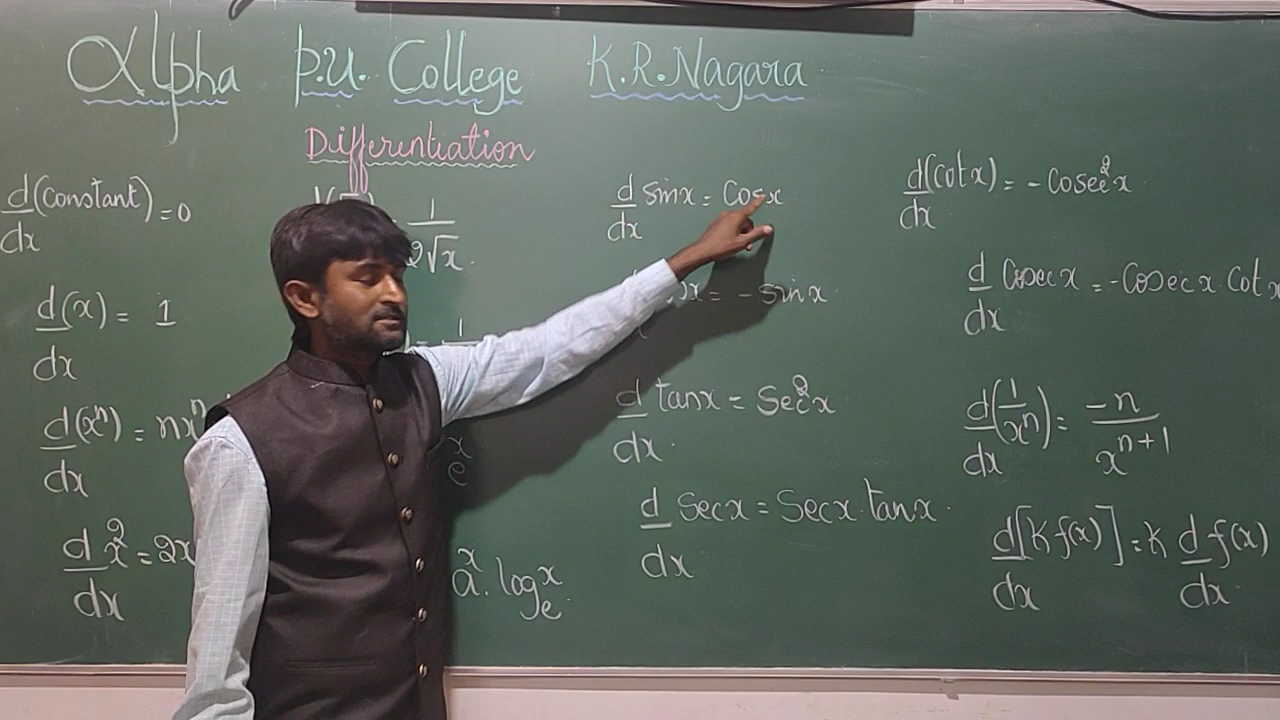 Alpha P.U. College K.R.Nagara
Differentiation
d/dx (constant) = 0
d/dx (x) = 1
d/dx (xⁿ) = nxⁿ
d/dx x² = 2x
1/2√x
1
x
e
aˣ. logₑˣ
d/dx sinx = Cosx
x = - sinx
d/dx tanx = Sec²x
d/dx Secx = Secx.tanx
d/dx (cotx) = - Cosec²x
d/dx Cosecx = -Cosecx.Cotx
d/dx (1/xⁿ) = -n/xⁿ⁺¹
d/dx [K f(x)] = K d/dx f(x)